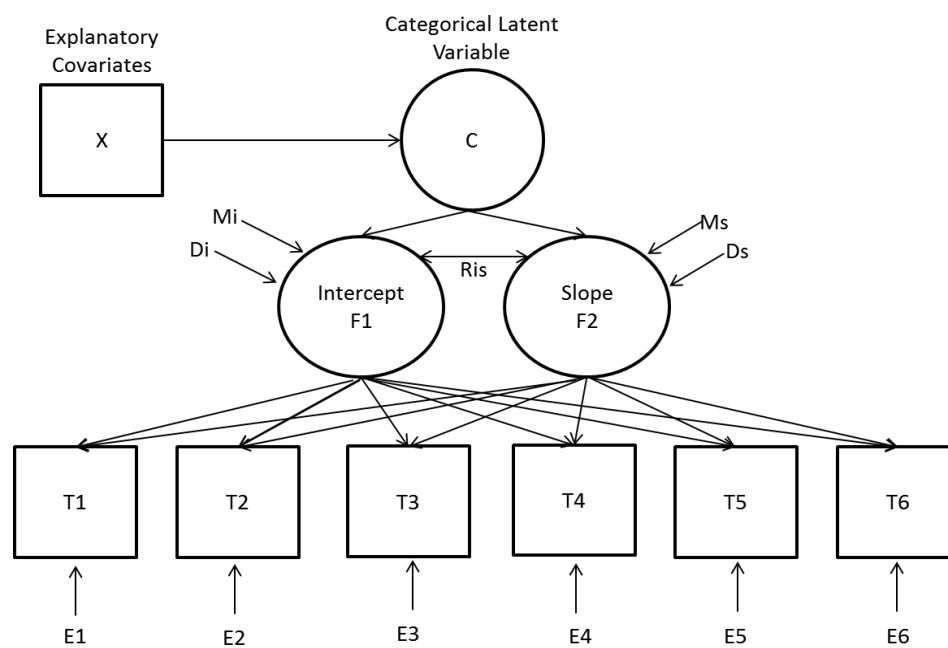 Explanatory
Covariates
Categorical Latent
Variable
X
C
Mi
Di
Ms
Ds
Ris
Intercept
F1
Slope
F2
T1
T2
T3
T4
T5
T6
E1
E2
E3
E4
E5
E6